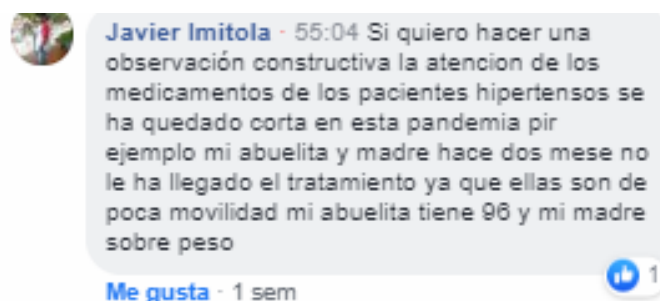 Javier Imitola · 55:04 Si quiero hacer una
observación constructiva la atencion de los
medicamentos de los pacientes hipertensos se
ha quedado corta en esta pandemia pir
ejemplo mi abuelita y madre hace dos mese no
le ha llegado el tratamiento ya que ellas son de
poca movilidad mi abuelita tiene 96 y mi madre
sobre peso
1
Me gusta · 1 sem